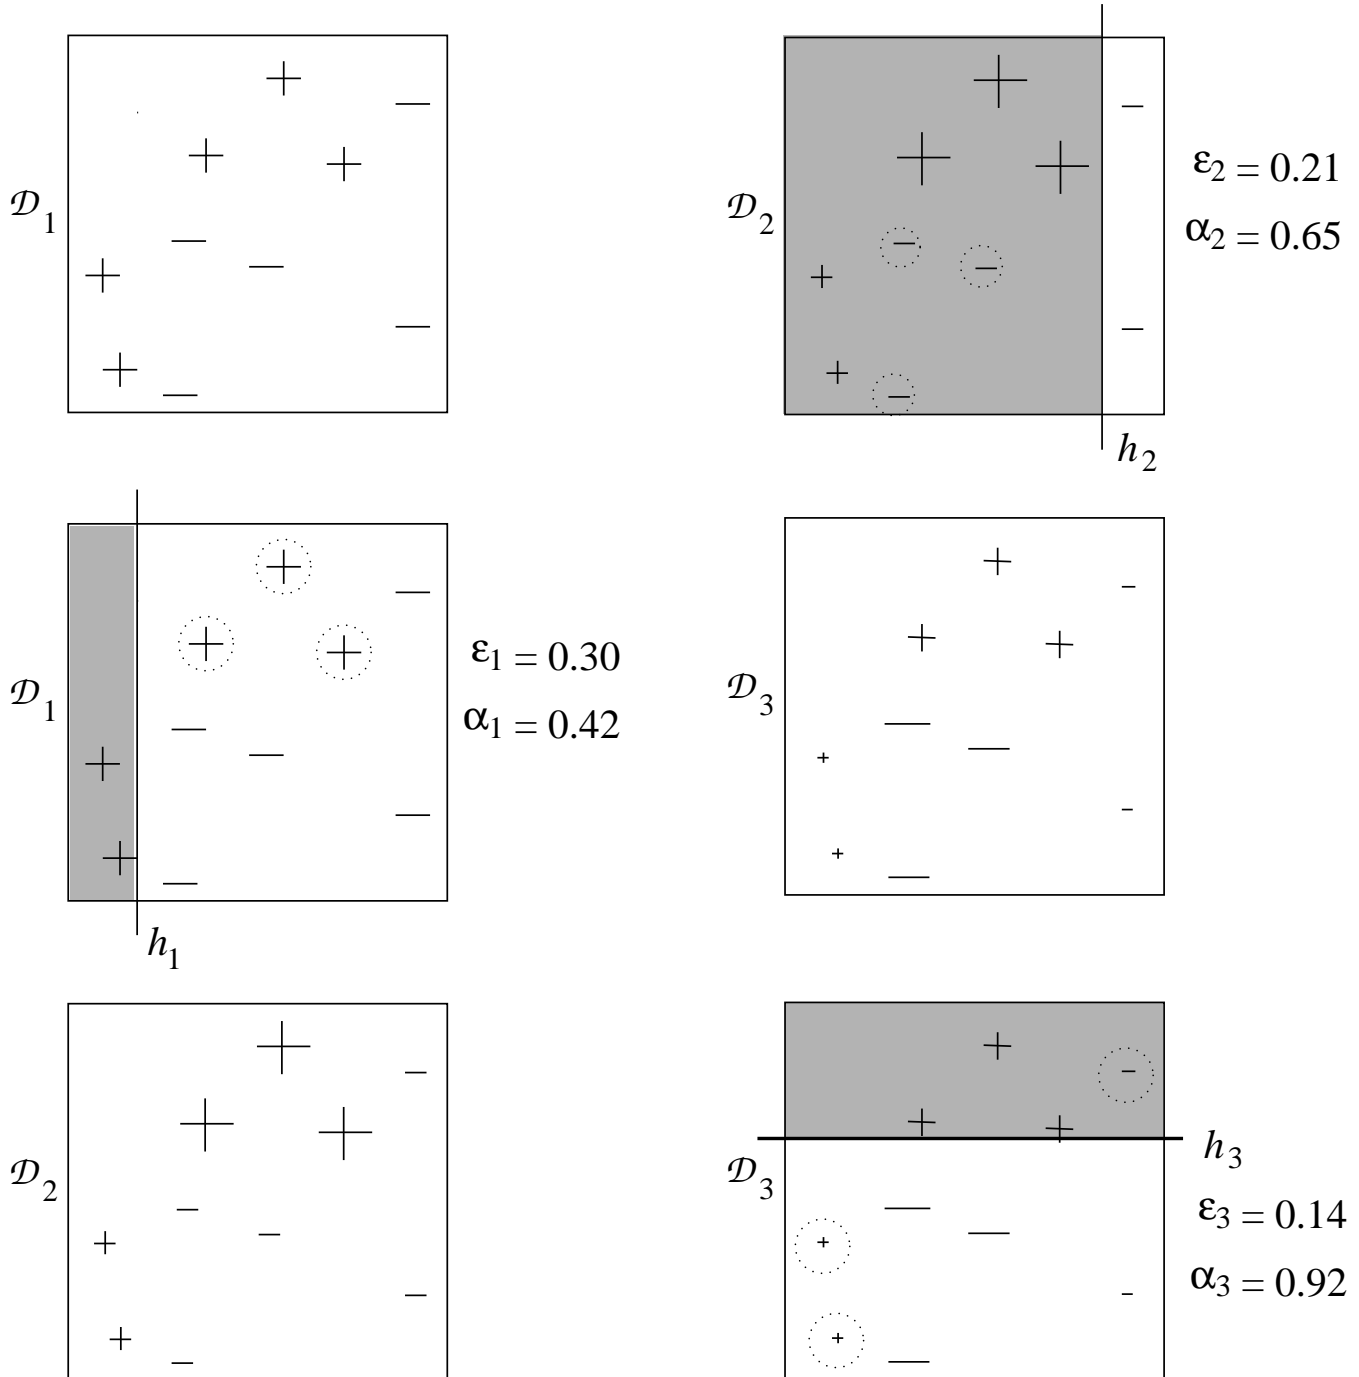 𝒟1
ε1 = 0.30
α1 = 0.42
𝒟1
h1
𝒟2
ε2 = 0.21
α2 = 0.65
𝒟2
h2
𝒟3
h3
𝒟3
ε3 = 0.14
α3 = 0.92